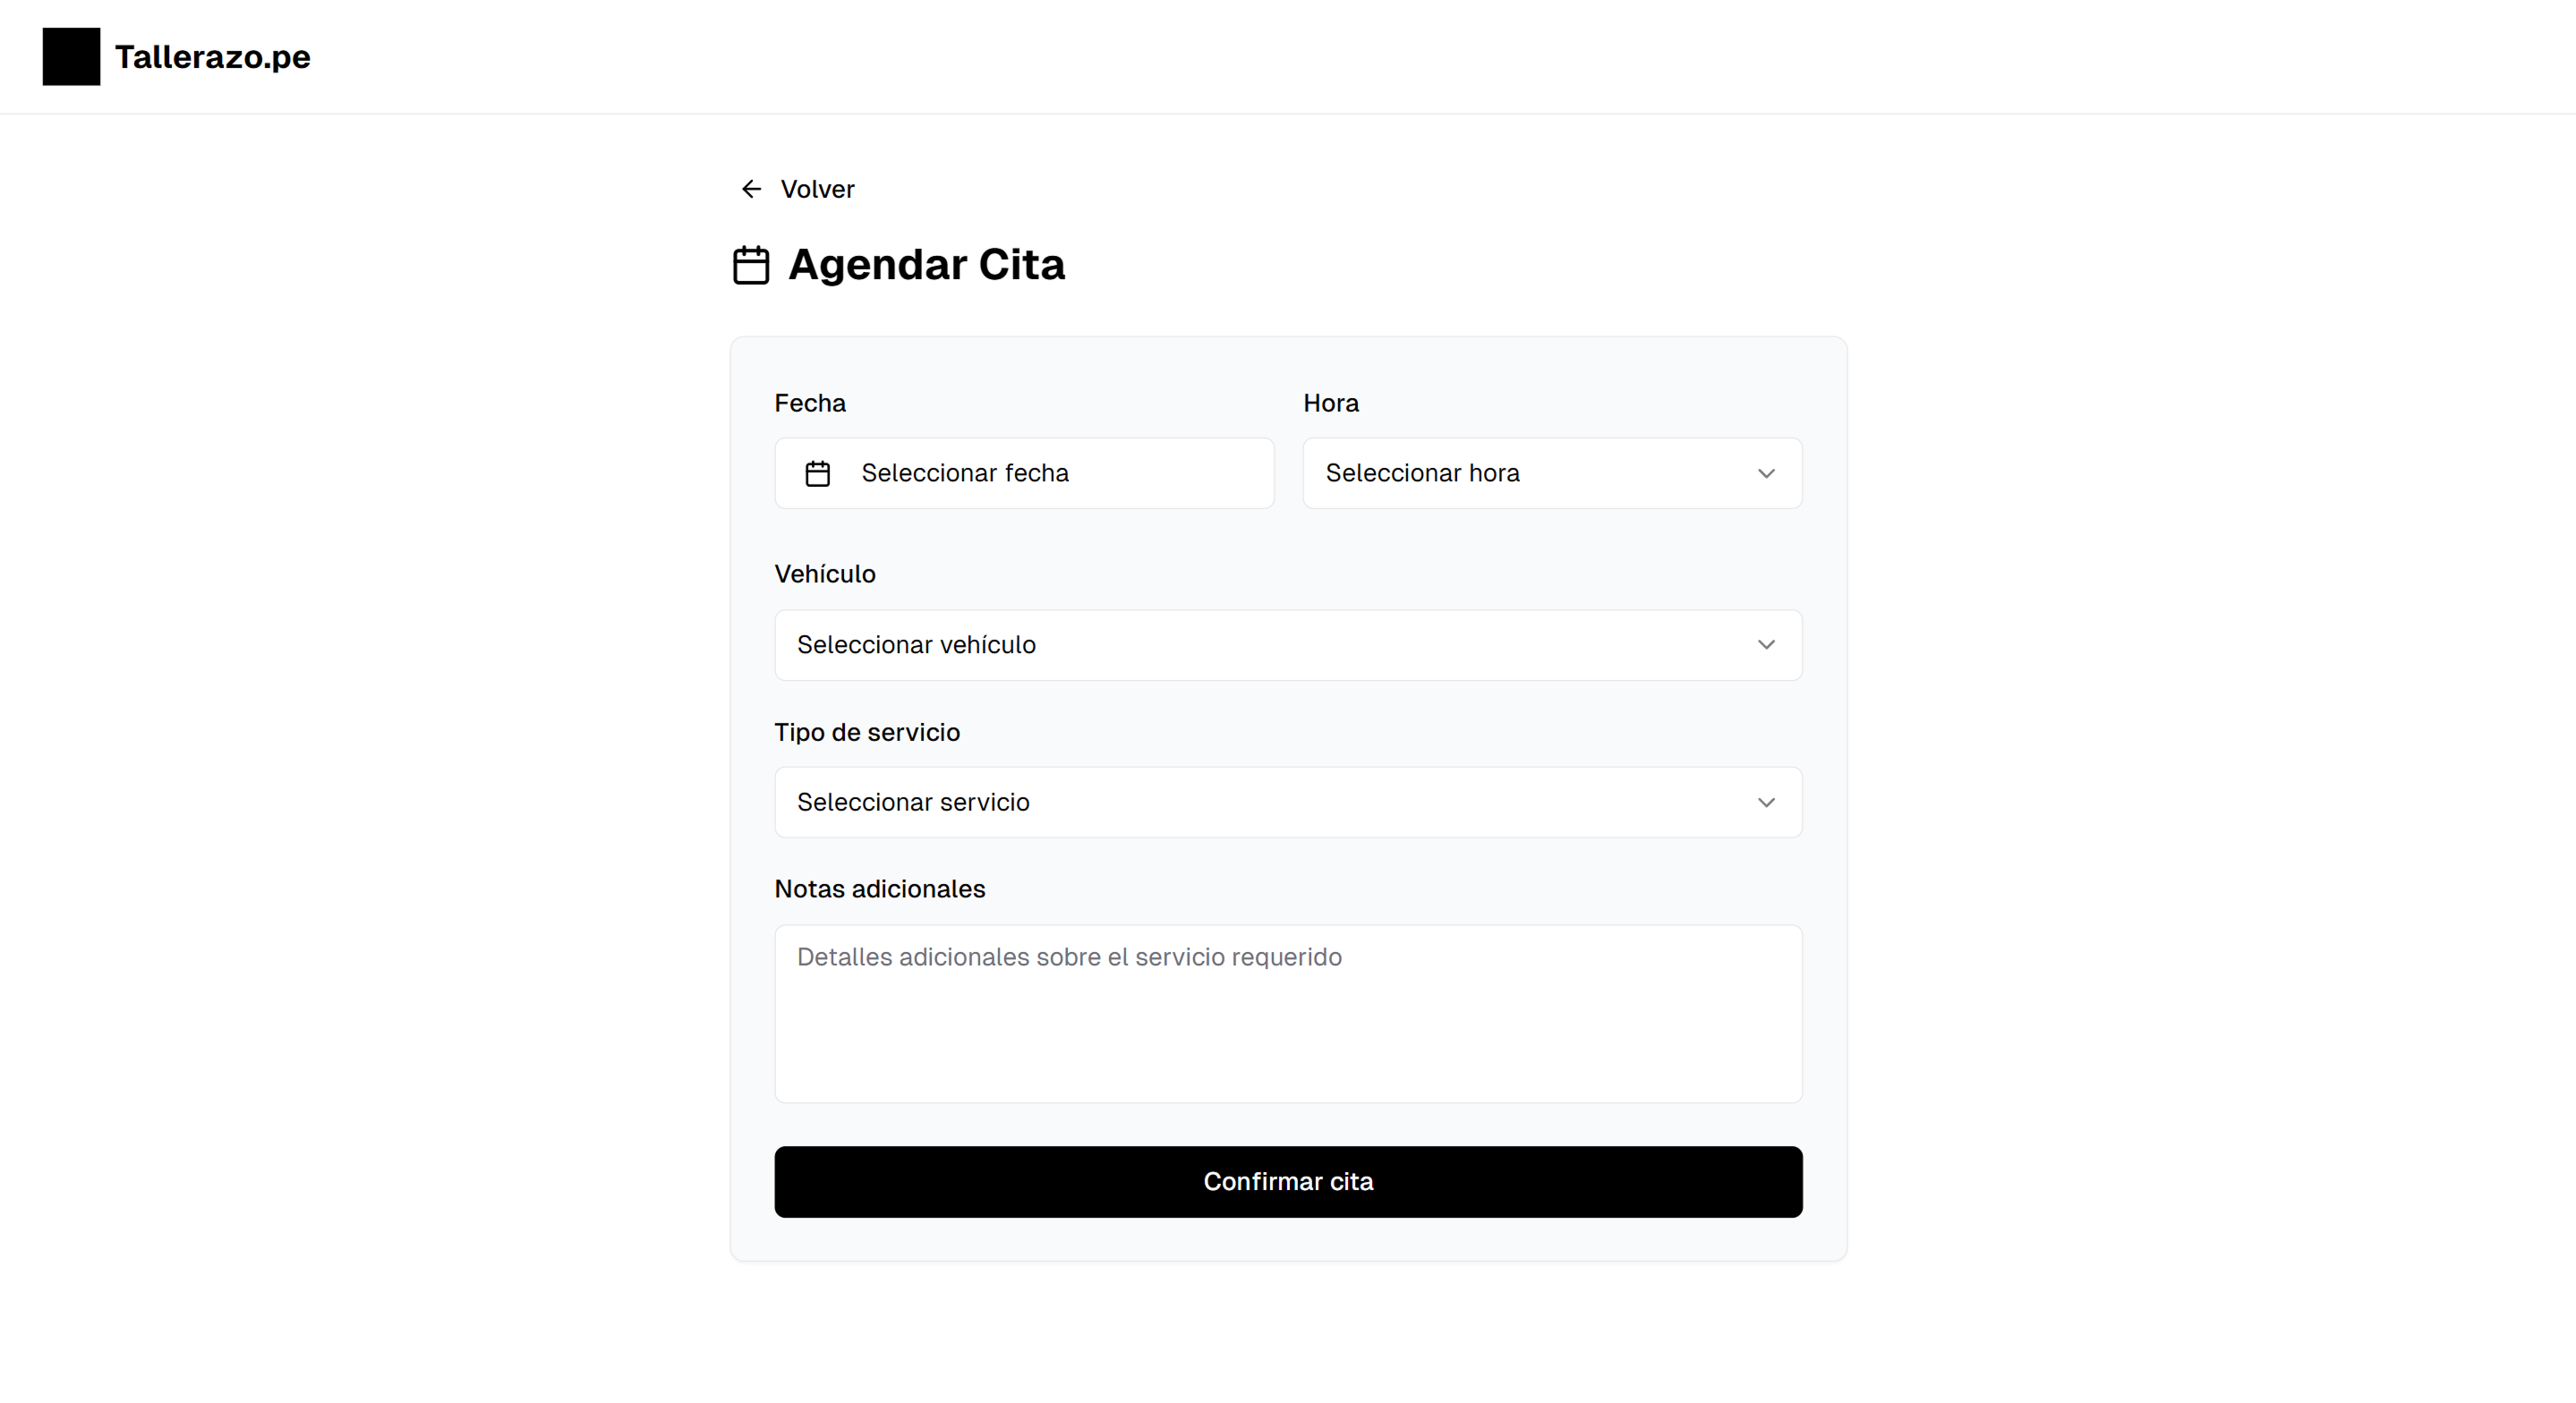 Tallerazo.pe
Volver
Agendar Cita
Fecha
Hora
Seleccionar fecha
Seleccionar hora
Vehículo
Seleccionar vehículo
Tipo de servicio
Seleccionar servicio
Notas adicionales
Detalles adicionales sobre el servicio requerido
Confirmar cita